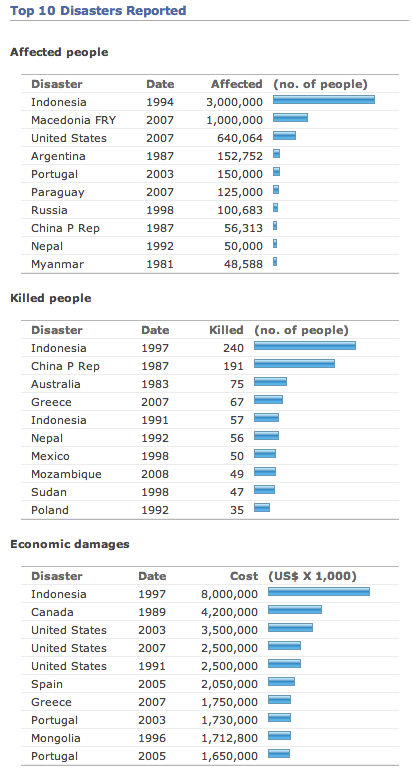 Top 10 Disasters Reported
Affected people
Disaster Date Affected (no. of people)
Indonesia 1994 3,000,000
Macedonia FRY 2007 1,000,000
United States 2007 640,064
Argentina 1987 152,752
Portugal 2003 150,000
Paraguay 2007 125,000
Russia 1998 100,683
China P Rep 1987 56,313
Nepal 1992 50,000
Myanmar 1981 48,588
Killed people
Disaster Date Killed (no. of people)
Indonesia 1997 240
China P Rep 1987 191
Australia 1983 75
Greece 2007 67
Indonesia 1991 57
Nepal 1992 56
Mexico 1998 50
Mozambique 2008 49
Sudan 1998 47
Poland 1992 35
Economic damages
Disaster Date Cost (US$ X 1,000)
Indonesia 1997 8,000,000
Canada 1989 4,200,000
United States 2003 3,500,000
United States 2007 2,500,000
United States 1991 2,500,000
Spain 2005 2,050,000
Greece 2007 1,750,000
Portugal 2003 1,730,000
Mongolia 1996 1,712,800
Portugal 2005 1,650,000